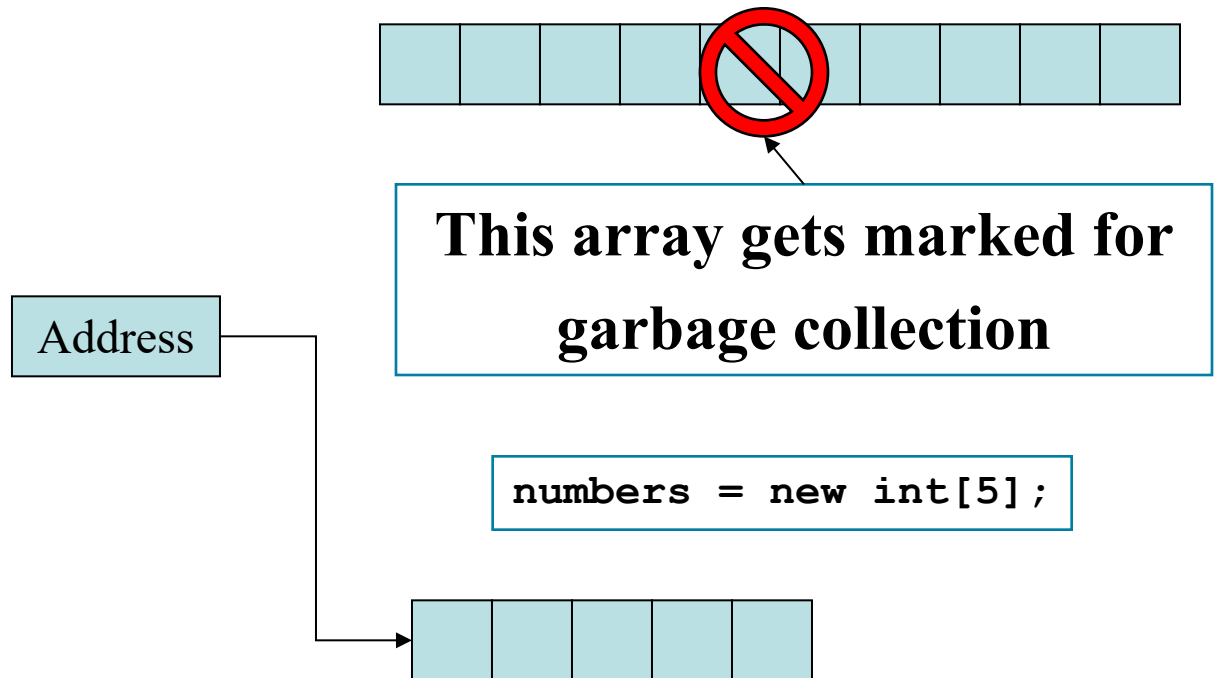 This array gets marked for
garbage collection
Address
numbers = new int[5];